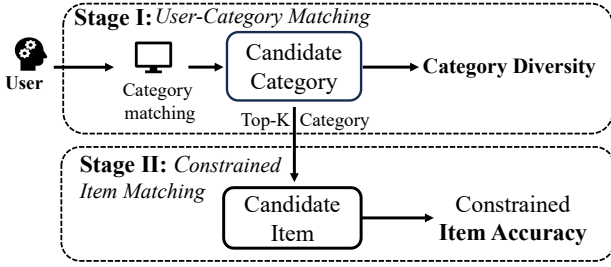 Stage I: User-Category Matching
User
Category
matching
Candidate
Category
Category Diversity
Top-K Category
Stage II: Constrained
Item Matching
Candidate
Item
Constrained
Item Accuracy